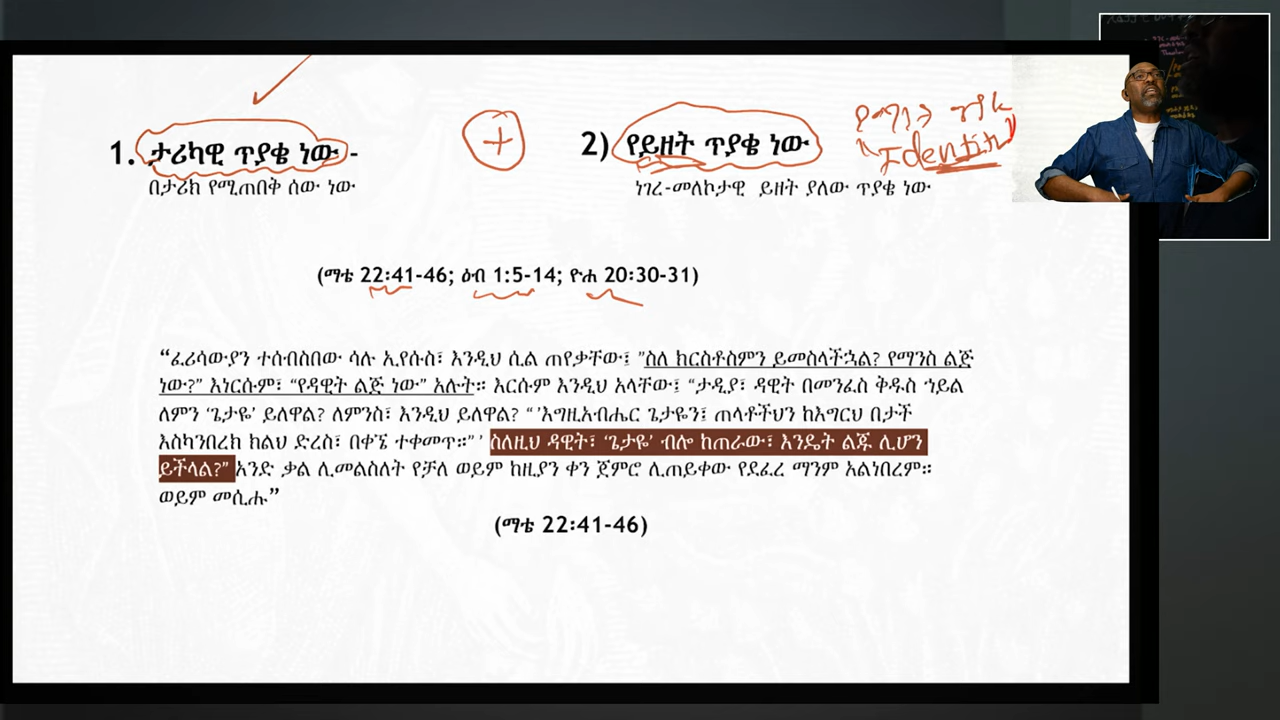 1. ታሪካዊ ጥያቄ ነው -
በታሪክ የሚጠበቅ ሰው ነው
+
2) የይዘት ጥያቄ ነው
ነገረ-መለኮታዊ ይዘት ያለው ጥያቄ ነው
Identity
(ማቴ 22:41-46; ዕብ 1:5-14; ዮሐ 20:30-31)
“ፈሪሳውያን ተሰብስበው ሳሉ ኢየሱስ፣ እንዲህ ሲል ጠየቃቸው፤ "ስለ ክርስቶስምን ይመስላችኋል? የማንስ ልጅ
ነው?” እነርሱም፣ “የዳዊት ልጅ ነው” አሉት። እርሱም እንዲህ አላቸው፤ “ታዲያ፣ ዳዊት በመንፈስ ቅዱስ ኀይል
ለምን ‘ጌታዬ’ ይለዋል? ለምንስ፣ እንዲህ ይለዋል? “ ’እግዚአብሔር ጌታዬን፤ ጠላቶችህን ከእግርህ በታች
እስካንበረክ ክልህ ድረስ፣ በቀኜ ተቀመጥ።” ’ ስለዚህ ዳዊት፣ ‘ጌታዬ’ ብሎ ከጠራው፣ እንዴት ልጁ ሊሆን
ይችላል?” አንድ ቃል ሊመልስለት የቻለ ወይም ከዚያን ቀን ጀምሮ ሊጠይቀው የደፈረ ማንም አልነበረም።
ወይም መሲሑ”
(ማቴ 22:41-46)